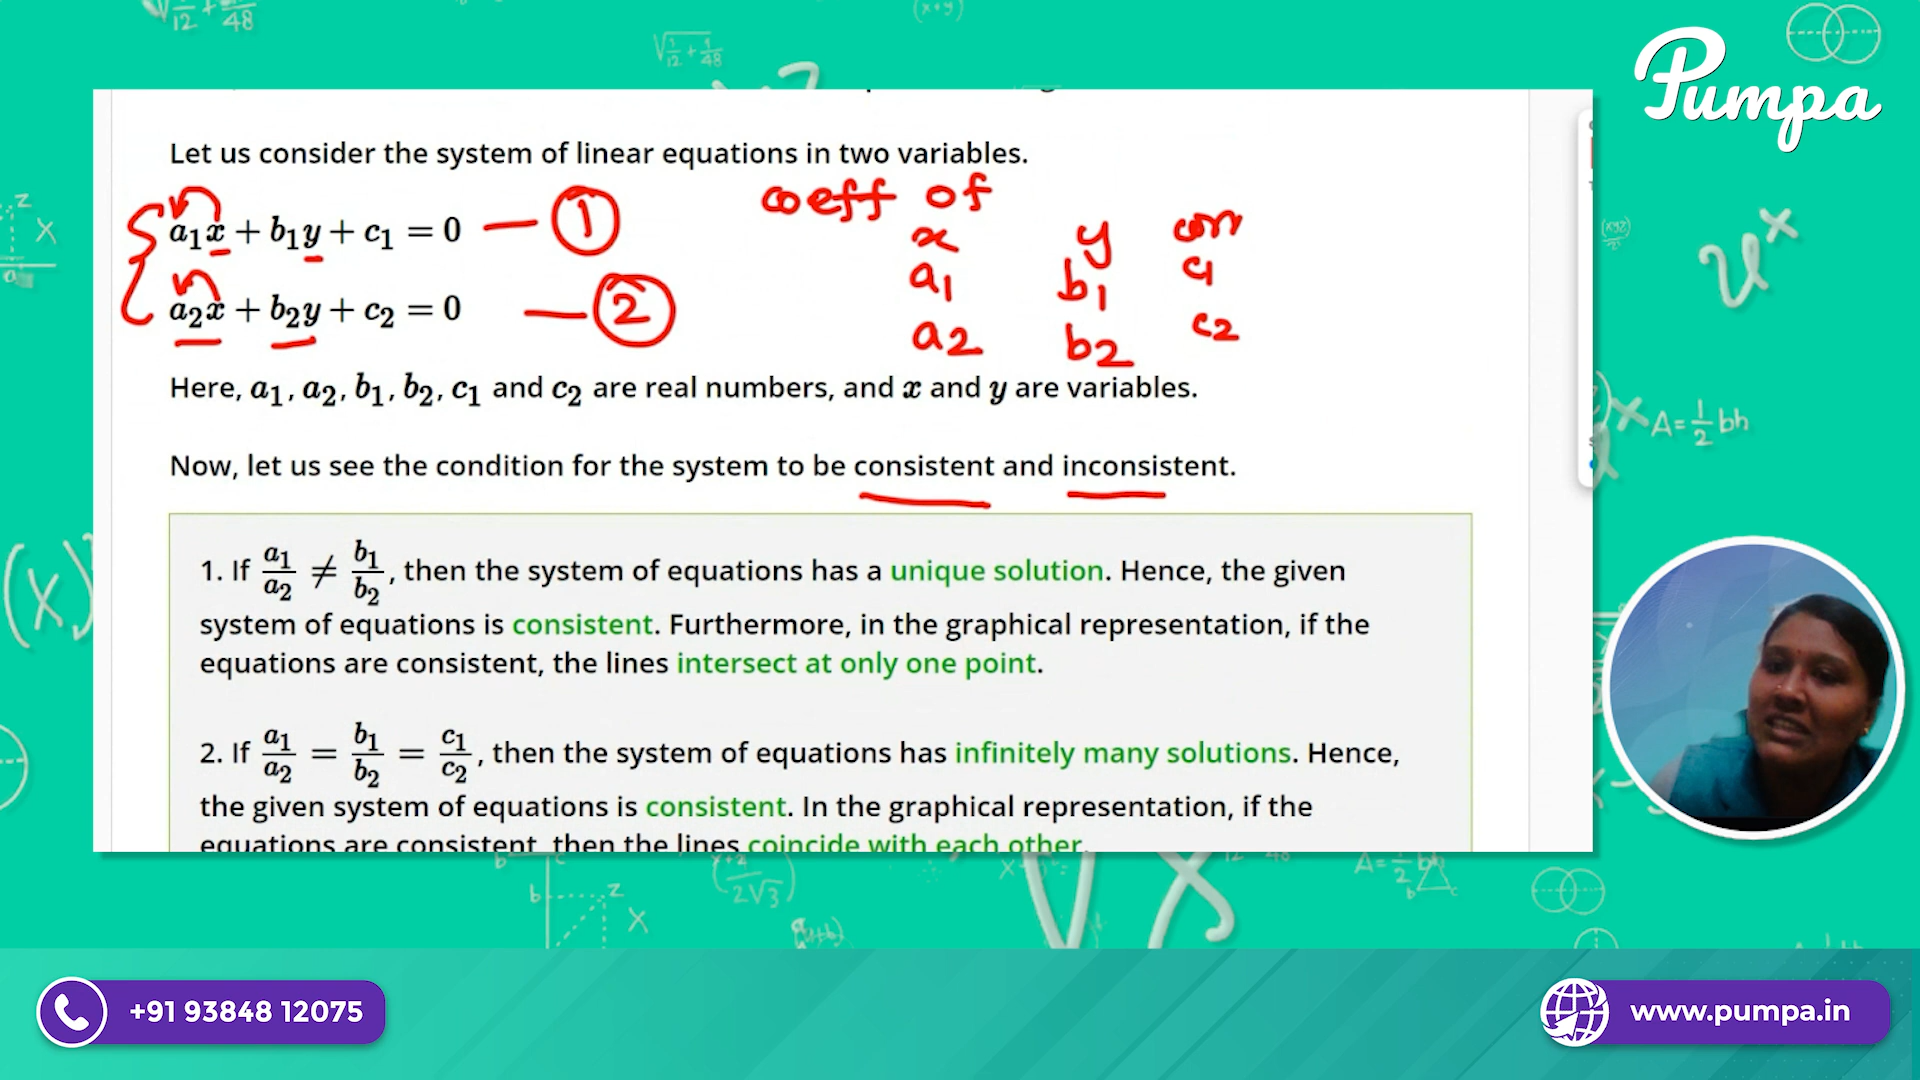 Pumpa
Let us consider the system of linear equations in two variables.
coeff of
a₁x + b₁y + c₁ = 0 — 1
x y con
a₁ b₁ c₁
a₂x + b₂y + c₂ = 0 — 2
a₂ b₂ c₂
Here, a₁, a₂, b₁, b₂, c₁ and c₂ are real numbers, and x and y are variables.
Now, let us see the condition for the system to be consistent and inconsistent.
1. If a₁/a₂ ≠ b₁/b₂, then the system of equations has a unique solution. Hence, the given
system of equations is consistent. Furthermore, in the graphical representation, if the
equations are consistent, the lines intersect at only one point.
2. If a₁/a₂ = b₁/b₂ = c₁/c₂, then the system of equations has infinitely many solutions. Hence,
the given system of equations is consistent. In the graphical representation, if the
equations are consistent, then the lines coincide with each other.
A=½bh
+91 93848 12075
www.pumpa.in